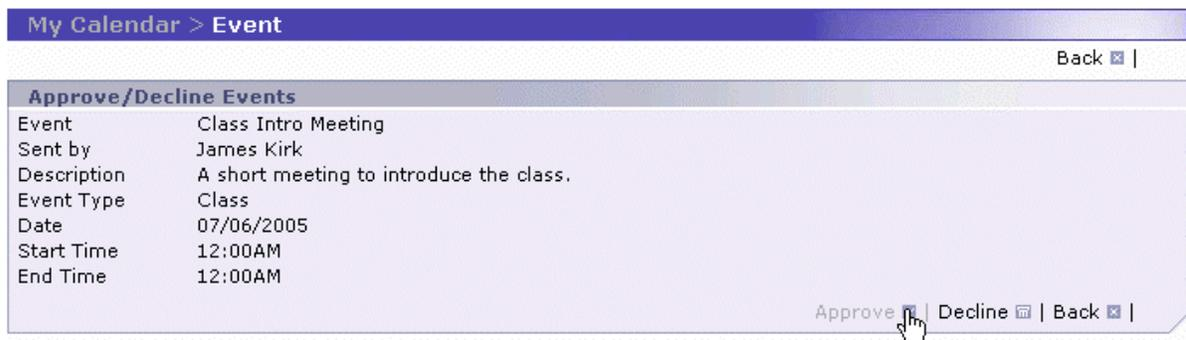 My Calendar > Event
Back |
Approve/Decline Events
Event Class Intro Meeting
Sent by James Kirk
Description A short meeting to introduce the class.
Event Type Class
Date 07/06/2005
Start Time 12:00AM
End Time 12:00AM
Approve | Decline | Back |